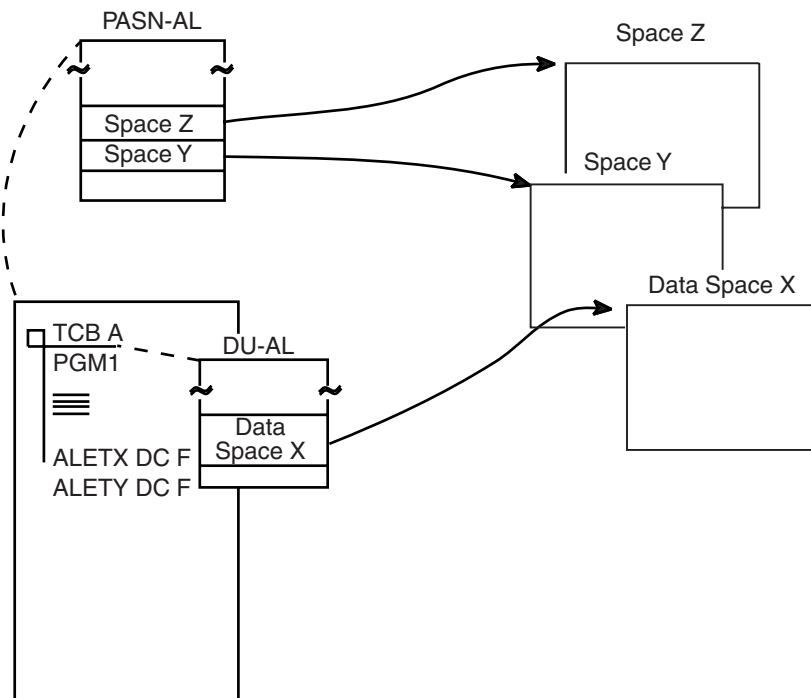 PASN-AL
Space Z
Space Y
Space Z
Space Y
Data Space X
TCB A
PGM1
DU-AL
Data
Space X
ALETX DC F
ALETY DC F